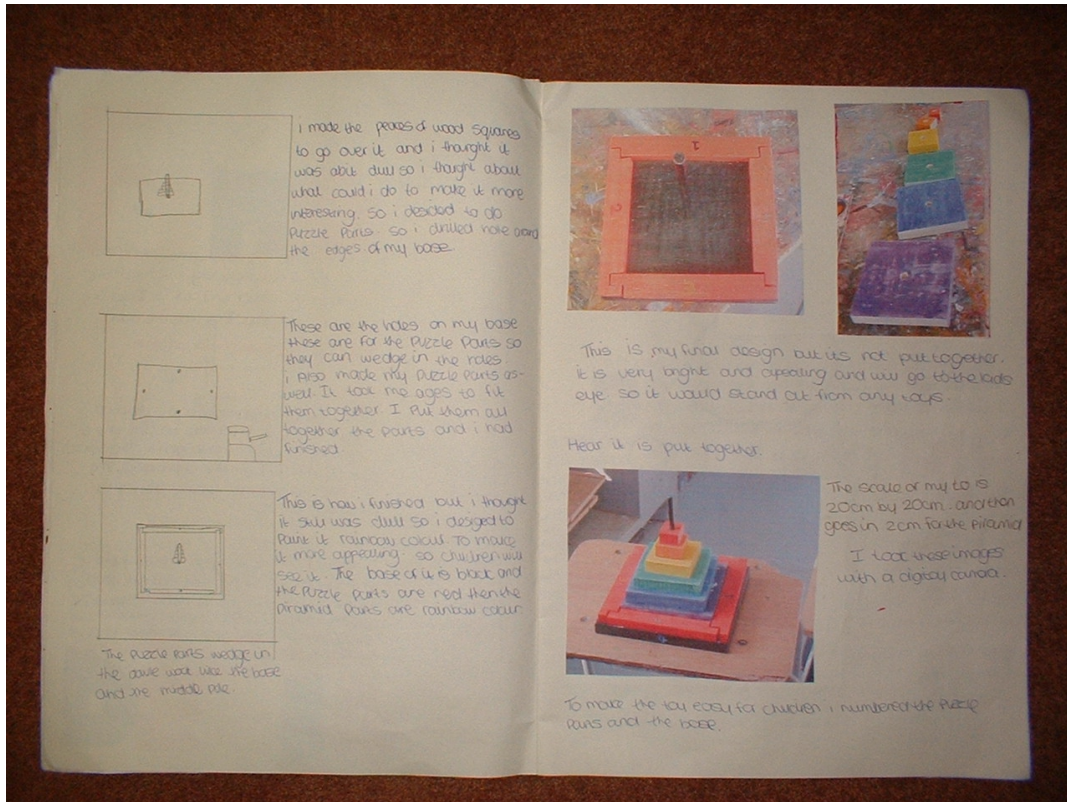 i made the peaces of wood squares
to go over it and i thought it
was abit dull so i thought about
what could i do to make it more
interesting. so i desided to do
Puzzle Parts. so i drilled hole around
the edges of my base.
These are the holes on my base
these are for the Puzzle Parts so
they can wedge in the holes.
i Also made my Puzzle Parts as-
well. It took me ages to fit
them together. I Put them all
together the parts and i had
finished
This is how i finished but i thought
it still was dull so i desiged to
Paint it rainbow colour. To make
it more appealing. so children will
see it. The base of it is black and
the Puzzle Parts are red then the
Piramid Parts are rainbow colour
The Puzzle Parts wedge in
the base
and the middle Pole.
1
This is my final design but its not put together.
it is very bright and apealing and will go to the kids
eye. so it would stand out from any toys.
Hear it is put together.
The scale of my to is
20cm by 20cm. and then
goes in 2cm for the Piramid
I took these images
with a digitay camera.
To make the toy easy for children i numbered the Puzzle
Parts and the base.